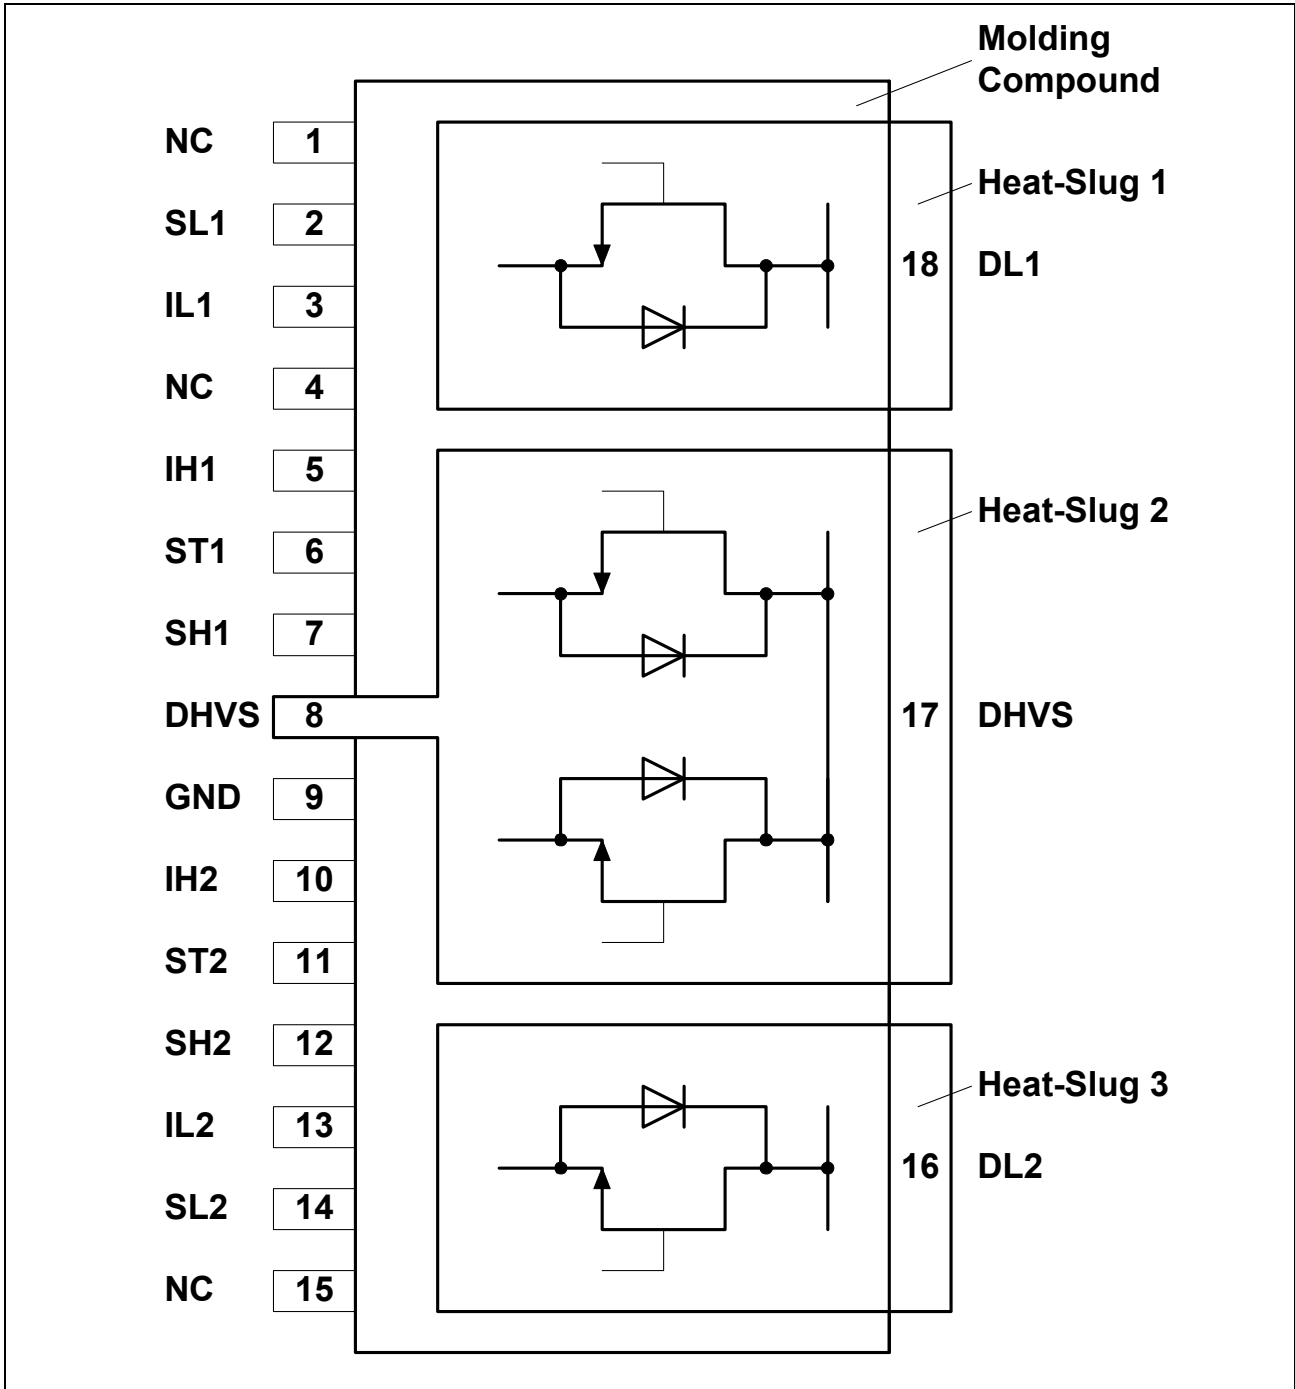 Molding
Compound
NC 1
SL1 2
Heat-Slug 1
18 DL1
IL1 3
NC 4
IH1 5
ST1 6
Heat-Slug 2
SH1 7
DHVS 8
17 DHVS
GND 9
IH2 10
ST2 11
SH2 12
Heat-Slug 3
IL2 13
16 DL2
SL2 14
NC 15